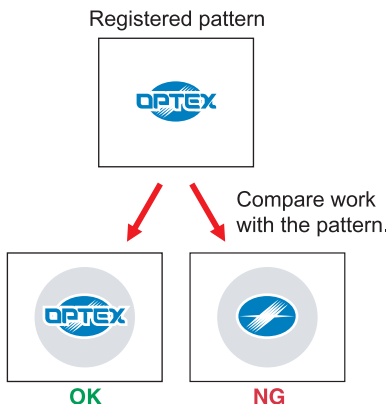 Registered pattern
OPTEX
Compare work
with the pattern.
OPTEX
OK
NG